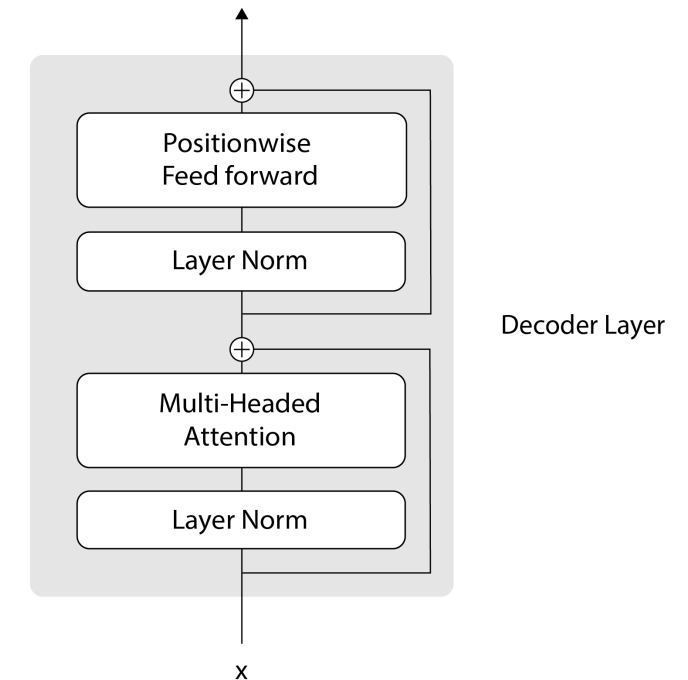 Positionwise
Feed forward
Layer Norm
Decoder Layer
Multi-Headed
Attention
Layer Norm
x